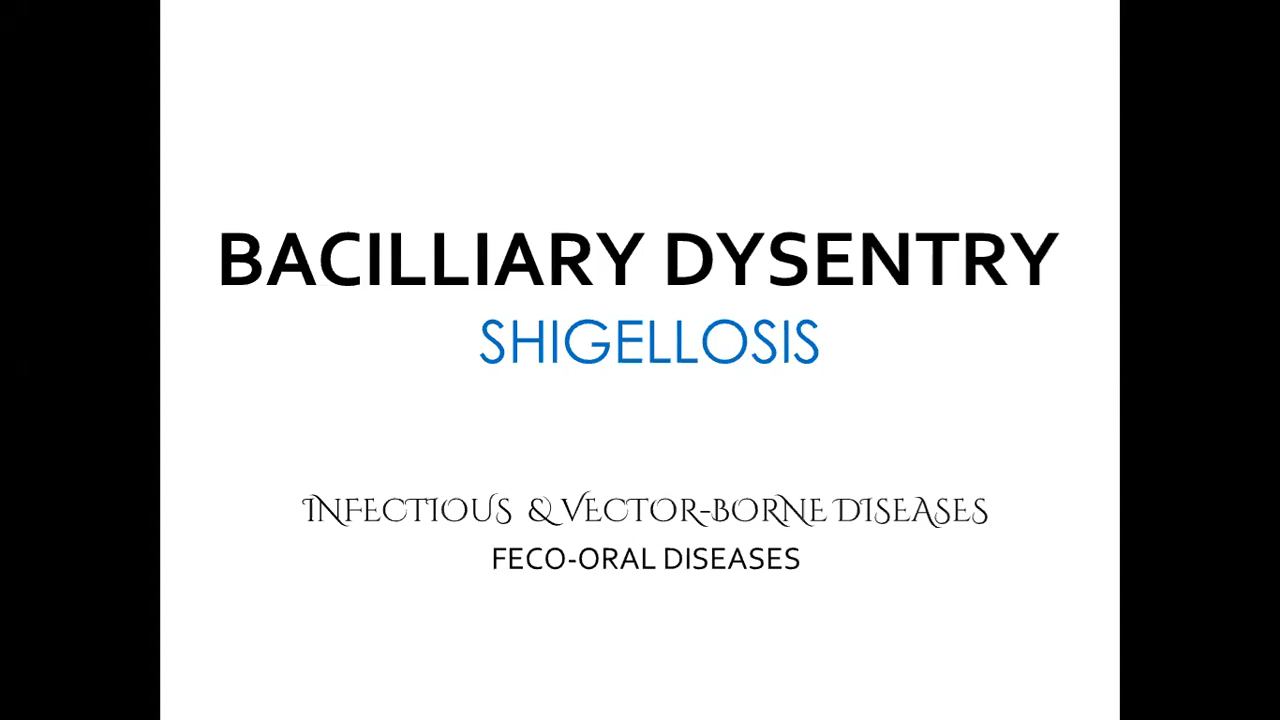 BACILLIARY DYSENTRY
SHIGELLOSIS
INFECTIOUS & VECTOR-BORNE DISEASES
FECO-ORAL DISEASES